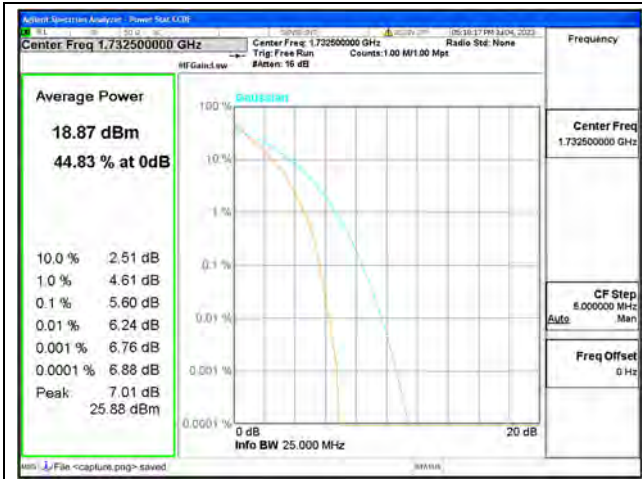 Agilent Spectrum Analyzer - Power Stat CCDF
Center Freq 1.732500000 GHz
Center Freq: 1.732500000 GHz
Radio Std: None
Trig: Free Run
Counts:1.00 M/1.00 Mpt
#IFGain:Low
#Atten: 16 dB
Frequency
Average Power
18.87 dBm
44.83 % at 0dB
10.0 % 2.51 dB
1.0 % 4.61 dB
0.1 % 5.60 dB
0.01 % 6.24 dB
0.001 % 6.76 dB
0.0001 % 6.88 dB
Peak 7.01 dB
25.88 dBm
Gaussian
100 %
10 %
1 %
0.1 %
0.01 %
0.001 %
0.0001 %
0 dB
20 dB
Info BW 25.000 MHz
Center Freq
1.732500000 GHz
CF Step
5.000000 MHz
Auto Man
Freq Offset
0 Hz
MSG File <capture.png> saved
STATUS